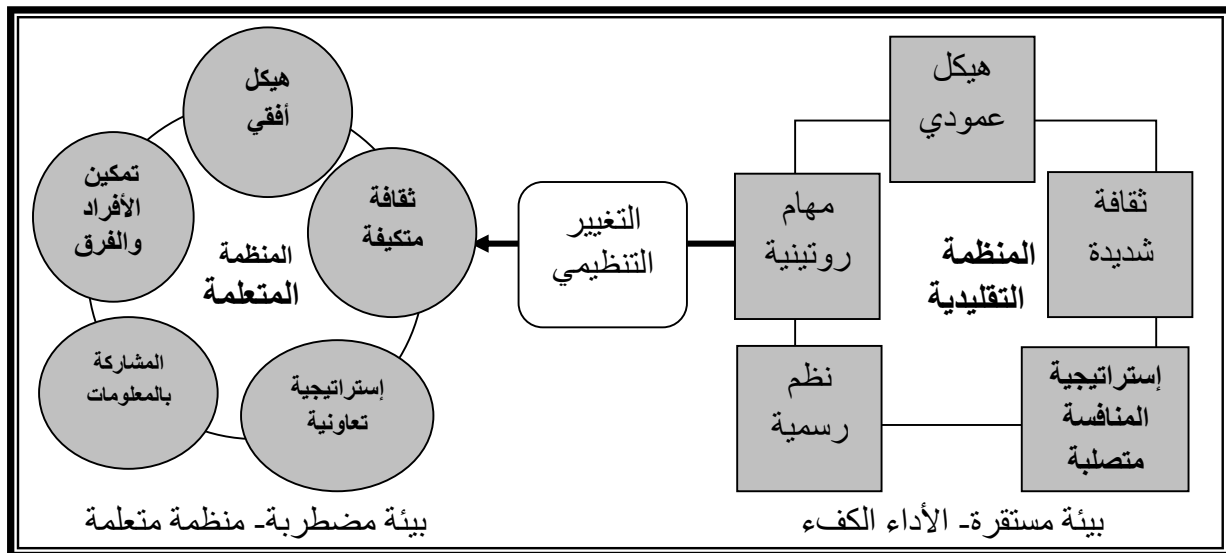 هيكل
عمودي
ثقافة
شديدة
المنظمة
التقليدية
مهام
روتينية
إستراتيجية
المنافسة
متصلبة
نظم
رسمية
بيئة مستقرة- الأداء الكفء
التغيير
التنظيمي
هيكل
أفقي
ثقافة
متكيفة
المنظمة
المتعلمة
تمكين
الأفراد
والفرق
إستراتيجية
تعاونية
المشاركة
بالمعلومات
بيئة مضطربة- منظمة متعلمة